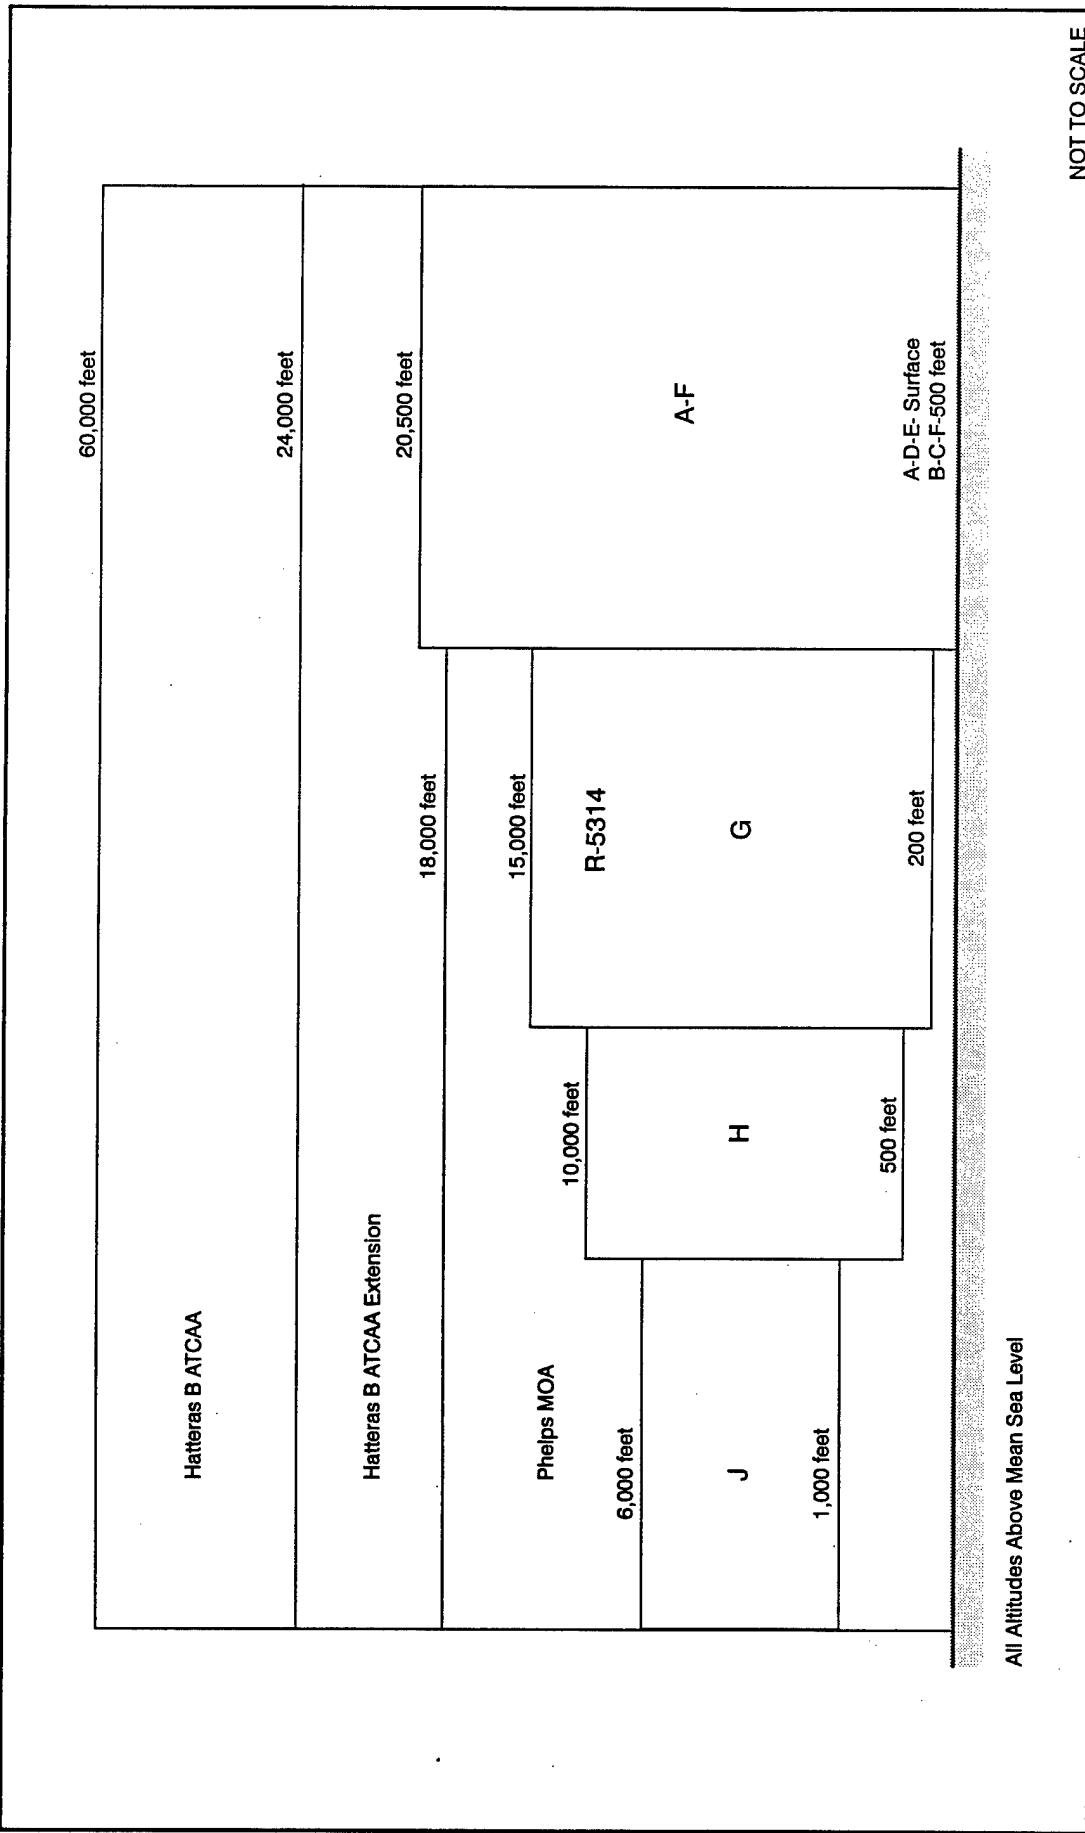 60,000 feet
Hatteras B ATCAA
24,000 feet
Hatteras B ATCAA Extension
20,500 feet
18,000 feet
Phelps MOA
15,000 feet
R-5314
10,000 feet
6,000 feet
A-F
G
H
J
1,000 feet
500 feet
200 feet
A-D-E- Surface
B-C-F-500 feet
All Altitudes Above Mean Sea Level
NOT TO SCALE